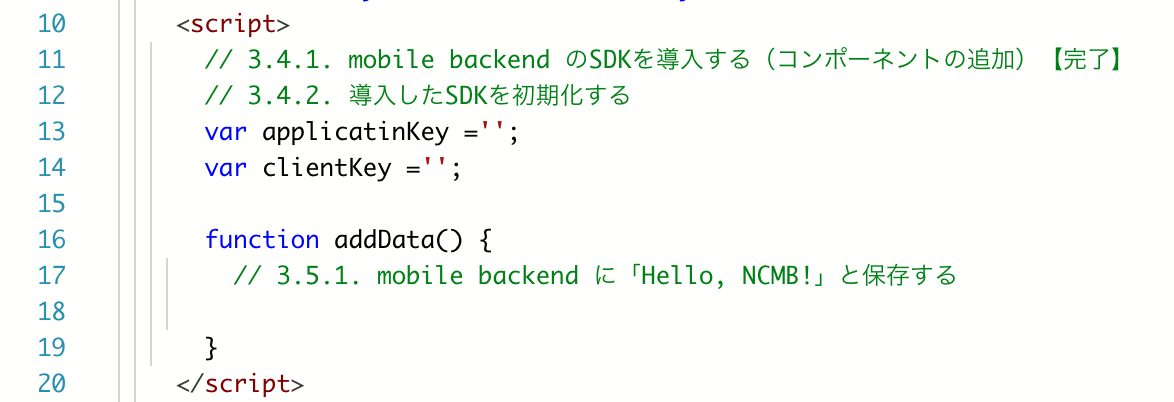 10 <script>
11 // 3.4.1. mobile backend のSDKを導入する（コンポーネントの追加）【完了】
12 // 3.4.2. 導入したSDKを初期化する
13 var applicatinKey ='';
14 var clientKey ='';
15
16 function addData() {
17 // 3.5.1. mobile backend に「Hello, NCMB!」と保存する
18
19 }
20 </script>